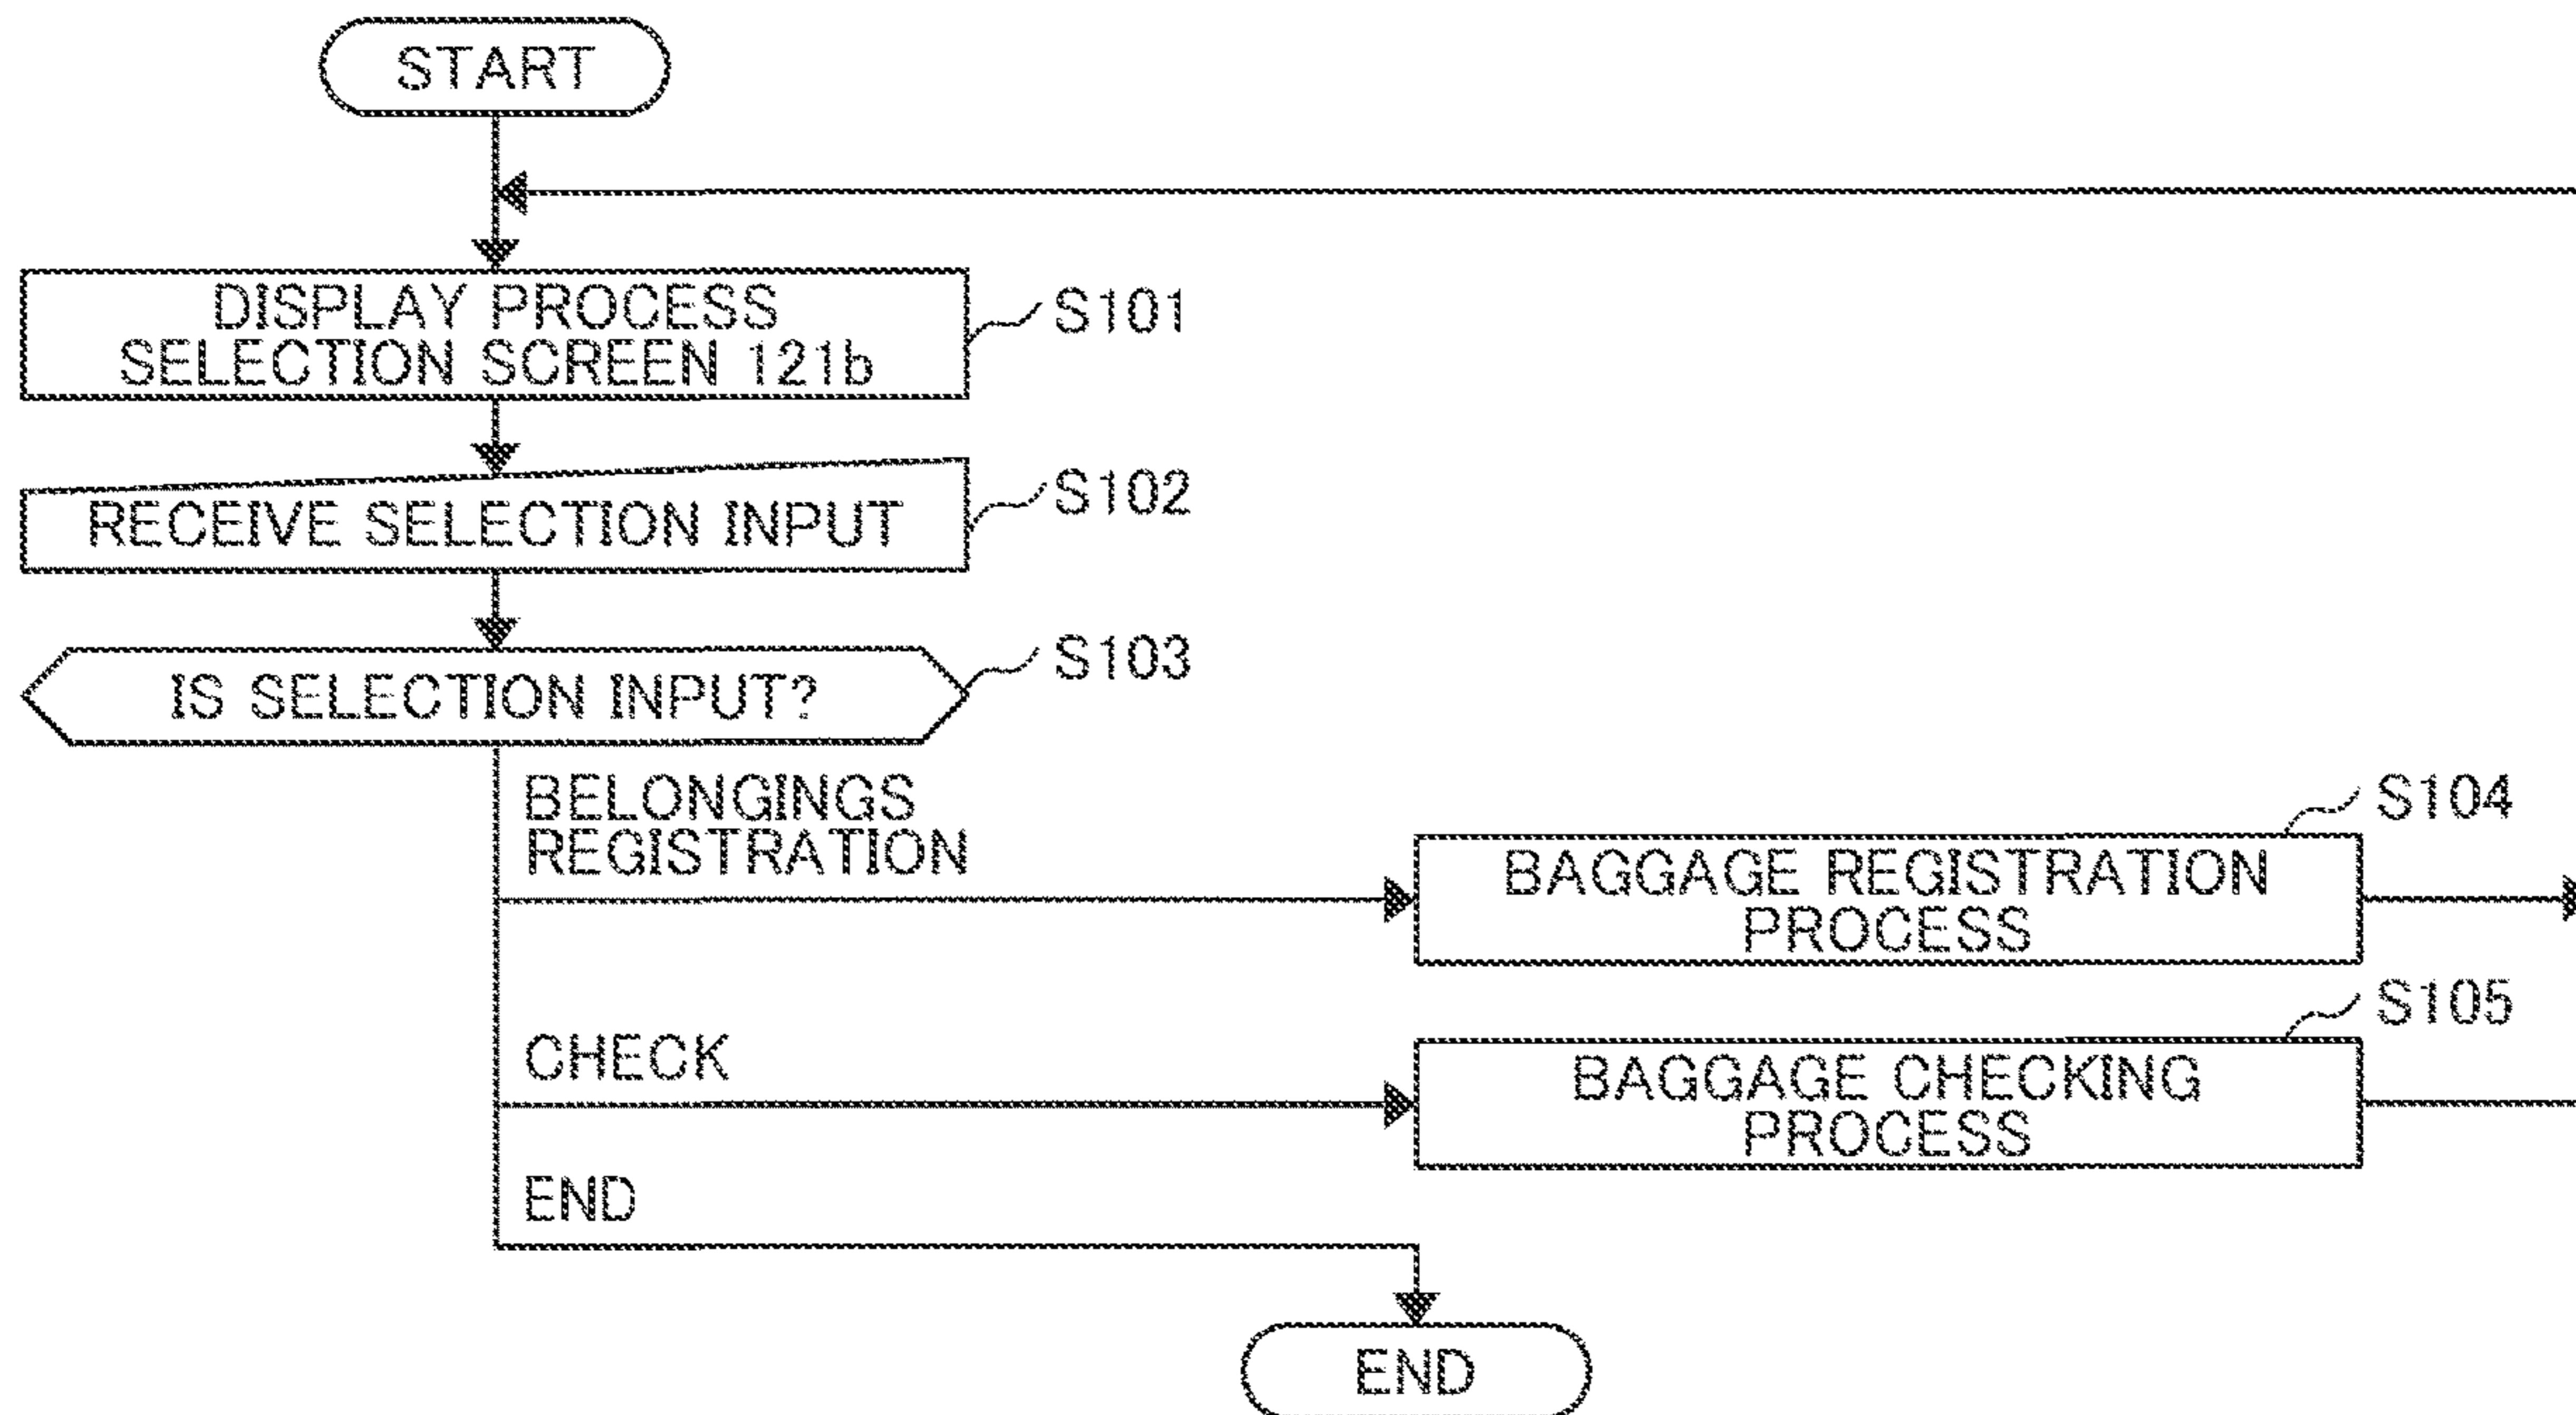 START
DISPLAY PROCESS
SELECTION SCREEN 121b
S101
RECEIVE SELECTION INPUT
S102
IS SELECTION INPUT?
S103
BELONGINGS
REGISTRATION
BAGGAGE REGISTRATION
PROCESS
S104
CHECK
BAGGAGE CHECKING
PROCESS
S105
END
END